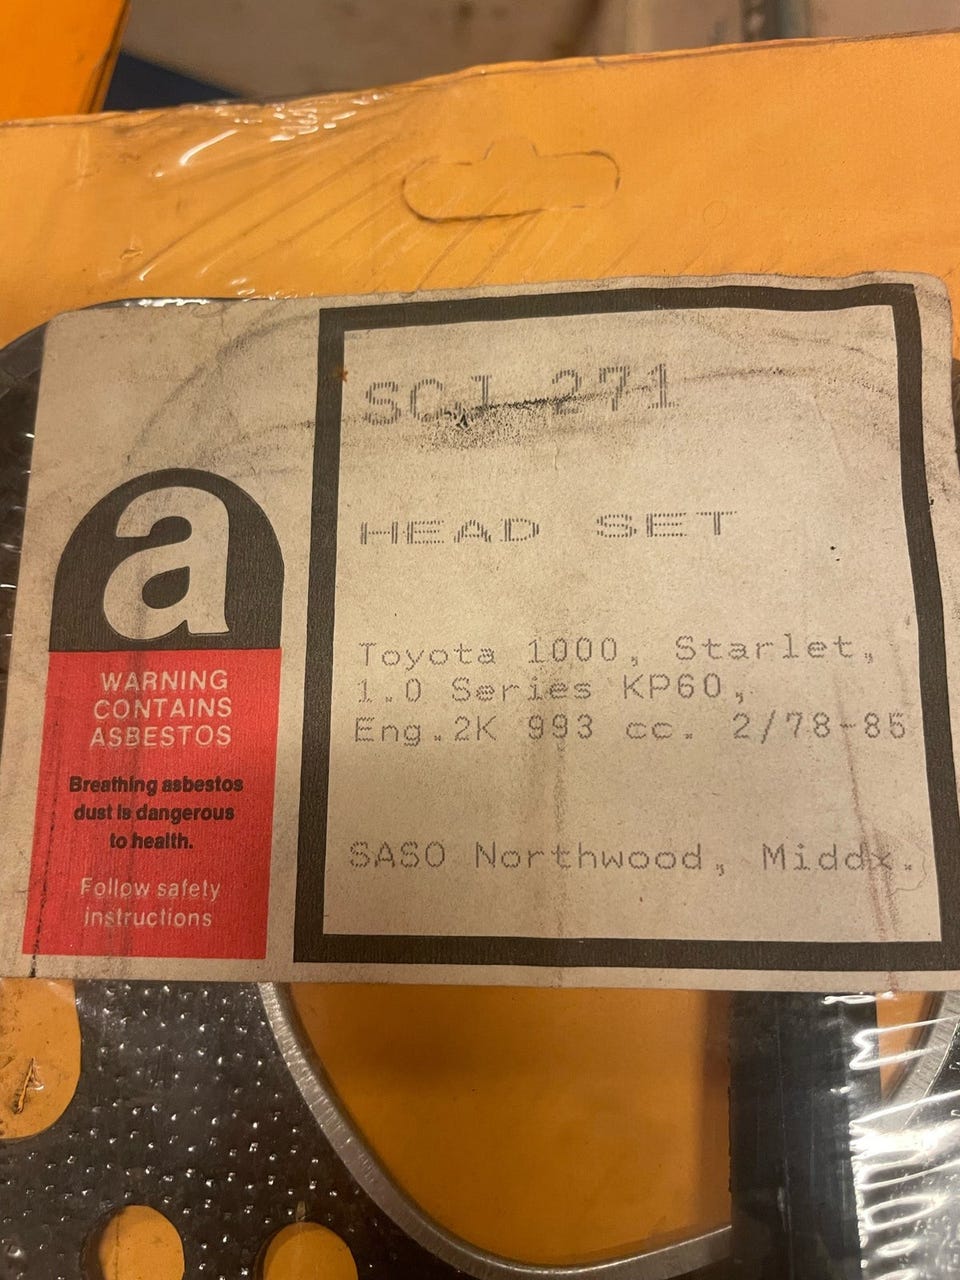 SCJ 271
HEAD SET
Toyota 1000, Starlet,
1.0 Series KP60,
Eng.2K 993 cc. 2/78-85
SASO Northwood, Middx.
a
WARNING
CONTAINS
ASBESTOS
Breathing asbestos
dust is dangerous
to health.
Follow safety
instructions